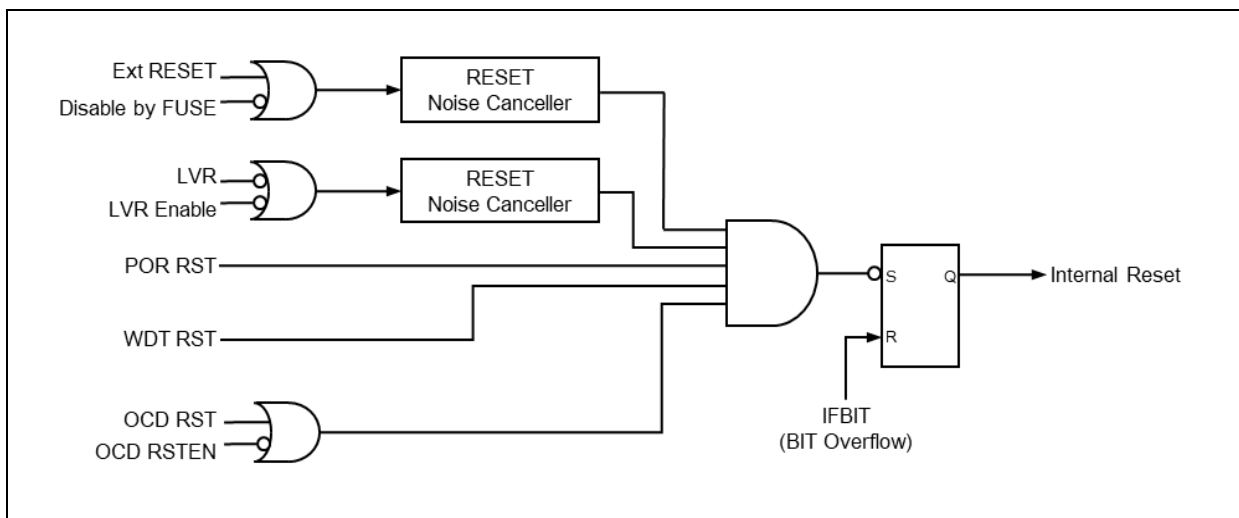 Ext RESET
Disable by FUSE
RESET
Noise Canceller
LVR
LVR Enable
RESET
Noise Canceller
POR RST
WDT RST
OCD RST
OCD RSTEN
S
Q
R
Internal Reset
IFBIT
(BIT Overflow)